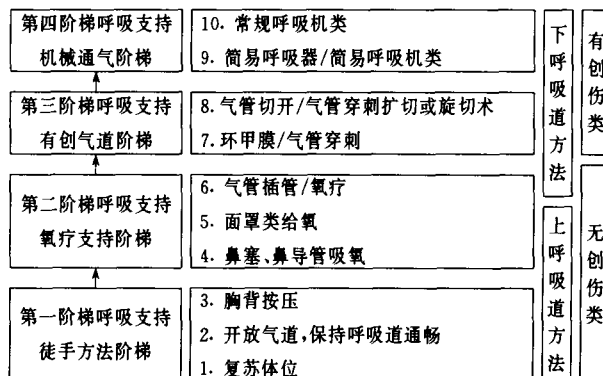 第四阶梯呼吸支持
机械通气阶梯
10. 常规呼吸机类
9. 简易呼吸器/简易呼吸机类
第三阶梯呼吸支持
有创气道阶梯
8. 气管切开/气管穿刺扩切或旋切术
7. 环甲膜/气管穿刺
第二阶梯呼吸支持
氧疗支持阶梯
6. 气管插管/氧疗
5. 面罩类给氧
4. 鼻塞、鼻导管吸氧
第一阶梯呼吸支持
徒手方法阶梯
3. 胸背按压
2. 开放气道,保持呼吸道通畅
1. 复苏体位
下呼吸道方法
上呼吸道方法
有创伤类
无创伤类